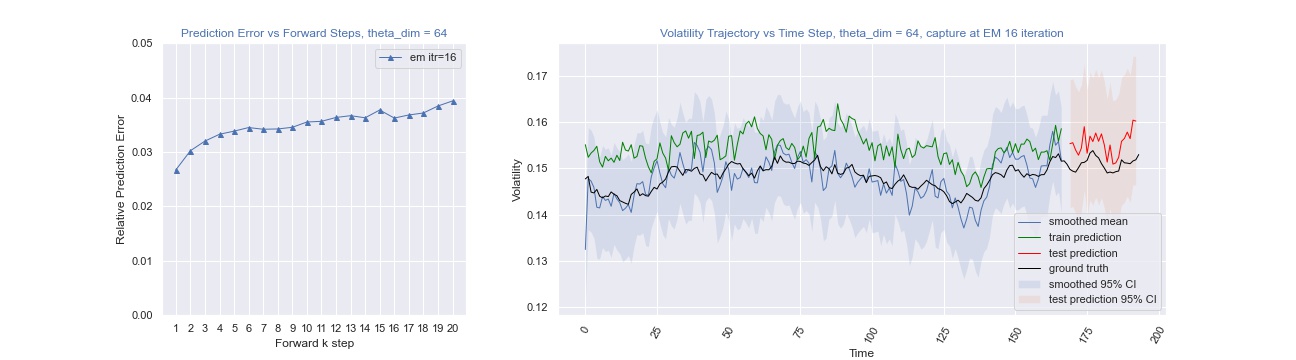 Prediction Error vs Forward Steps, theta_dim = 64
0.05
0.04
0.03
0.02
0.01
0.00
Relative Prediction Error
em itr=16
1 2 3 4 5 6 7 8 9 10 11 12 13 14 15 16 17 18 19 20
Forward k step
Volatility Trajectory vs Time Step, theta_dim = 64, capture at EM 16 iteration
0.17
0.16
0.15
0.14
0.13
0.12
Volatility
smoothed mean
train prediction
test prediction
ground truth
smoothed 95% CI
test prediction 95% CI
0 25 50 75 100 125 150 175 200
Time